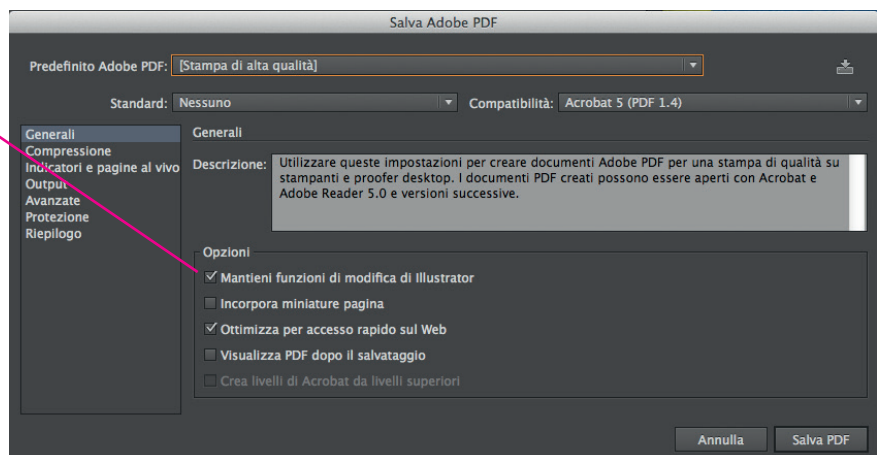 Salva Adobe PDF
Predefinito Adobe PDF: [Stampa di alta qualità]
Standard: Nessuno Compatibilità: Acrobat 5 (PDF 1.4)
Generali
Compressione
Indicatori e pagine al vivo
Output
Avanzate
Protezione
Riepilogo
Generali
Descrizione: Utilizzare queste impostazioni per creare documenti Adobe PDF per una stampa di qualità su
stampanti e proofer desktop. I documenti PDF creati possono essere aperti con Acrobat e
Adobe Reader 5.0 e versioni successive.
Opzioni
Mantieni funzioni di modifica di Illustrator
Incorpora miniature pagina
Ottimizza per accesso rapido sul Web
Visualizza PDF dopo il salvataggio
Crea livelli di Acrobat da livelli superiori
Annulla Salva PDF